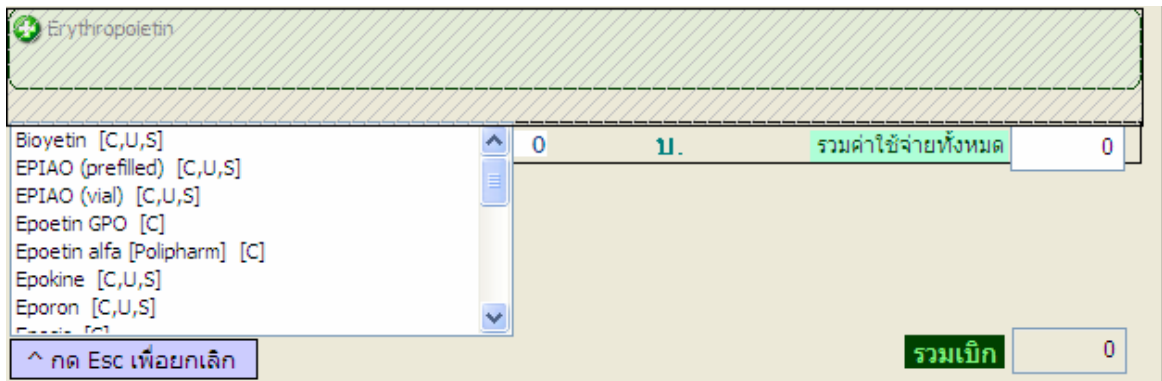 Erythropoietin
Bioyetin [C,U,S]
0 บ. รวมค่าใช้จ่ายทั้งหมด 0
EPIAO (prefilled) [C,U,S]
EPIAO (vial) [C,U,S]
Epoetin GPO [C]
Epoetin alfa [Polipharm] [C]
Epokine [C,U,S]
Eporon [C,U,S]
[C]
^ กด Esc เพื่อยกเลิก
รวมเบิก 0